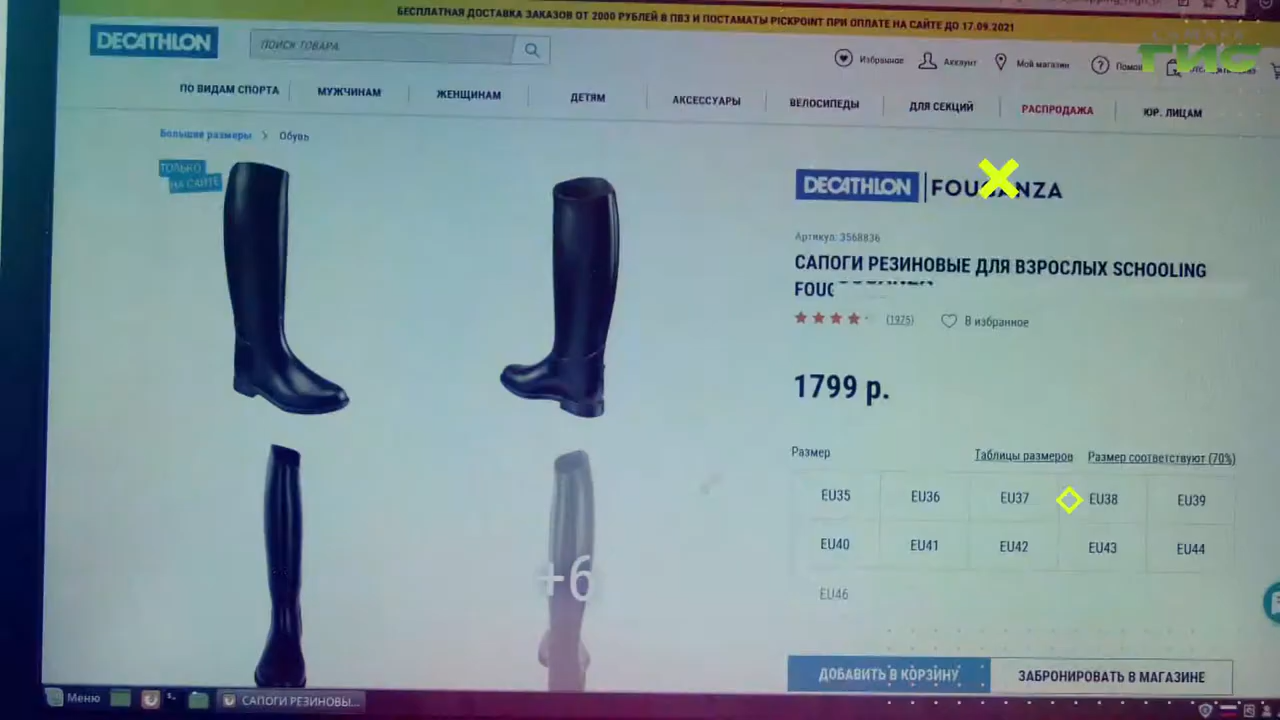 БЕСПЛАТНАЯ ДОСТАВКА ЗАКАЗОВ ОТ 2000 РУБЛЕЙ В ПВЗ И ПОСТАМАТЫ PICKPOINT ПРИ ОПЛАТЕ НА САЙТЕ ДО 17.09.2021
DECATHLON
ПОИСК ТОВАРА
Избранное
Аккаунт
Мой магазин
ТИС
ПО ВИДАМ СПОРТА
МУЖЧИНАМ
ЖЕНЩИНАМ
ДЕТЯМ
АКСЕССУАРЫ
ВЕЛОСИПЕДЫ
ДЛЯ СЕКЦИЙ
РАСПРОДАЖА
ЮР. ЛИЦАМ
Большие размеры > Обувь
ТОЛЬКО
НА САЙТЕ
DECATHLON
Артикул: 3568836
САПОГИ РЕЗИНОВЫЕ ДЛЯ ВЗРОСЛЫХ SCHOOLING
(1975)
В избранное
1799 р.
Размер
Таблицы размеров
Размер соответствуют (70%)
EU35 EU36 EU37 EU38 EU39
EU40 EU41 EU42 EU43 EU44
EU46
+6
ДОБАВИТЬ В КОРЗИНУ
ЗАБРОНИРОВАТЬ В МАГАЗИНЕ
Меню
САПОГИ РЕЗИНОВЫ...